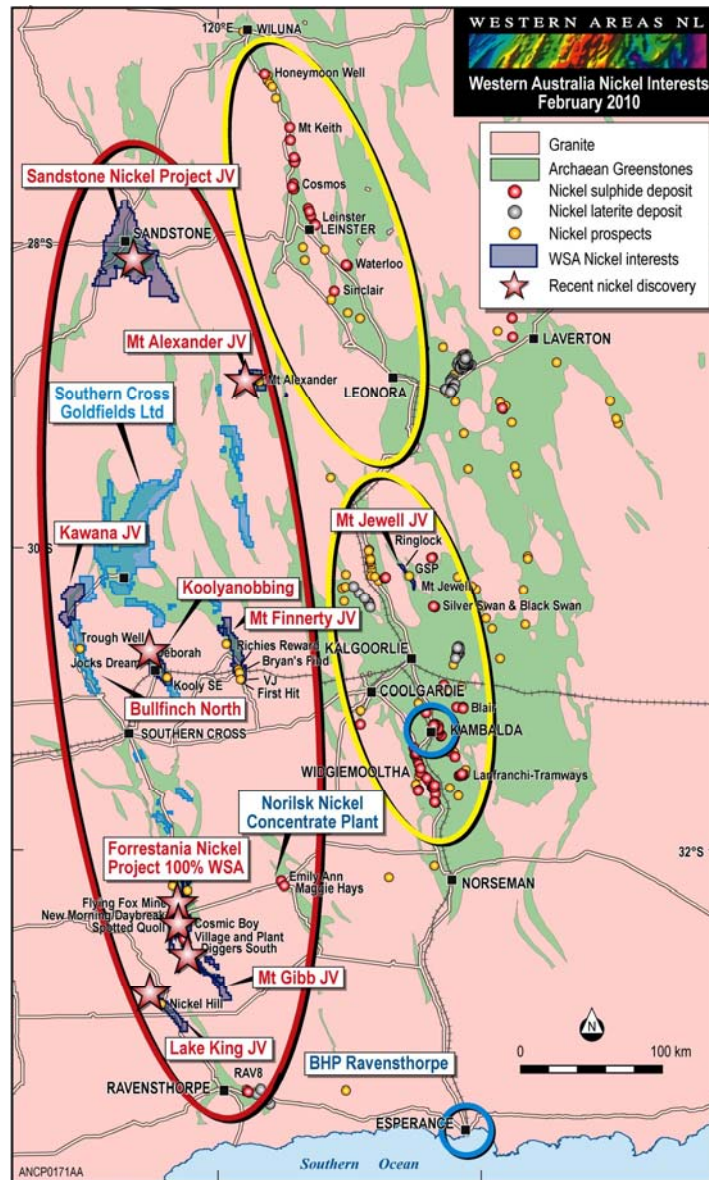 WESTERN AREAS NL
Western Australia Nickel Interests
February 2010
Granite
Archaean Greenstones
Nickel sulphide deposit
Nickel laterite deposit
Nickel prospects
WSA Nickel interests
Recent nickel discovery
120°E
WILUNA
Honeymoon Well
Mt Keith
Cosmos
Leinster
LEINSTER
Waterloo
Sinclair
Sandstone Nickel Project JV
SANDSTONE
28°S
LAVERTON
Mt Alexander JV
Mt Alexander
LEONORA
Southern Cross
Goldfields Ltd
30°S
Mt Jewell JV
Ringlock
GSP
Mt Jewell
Silver Swan & Black Swan
Kawana JV
Koolyanobbing
Mt Finnerty JV
Trough Well
Deborah
Jocks Dream
Kooly SE
Richies Reward
Bryan's Find
VJ
First Hit
KALGOORLIE
COOLGARDIE
Blair
KAMBALDA
Bullfinch North
SOUTHERN CROSS
WIDGIEMOOLTHA
Lanfranchi-Tramways
Norilsk Nickel
Concentrate Plant
32°S
Forrestania Nickel
Project 100% WSA
Emily Ann
Maggie Hays
NORSEMAN
Flying Fox Mine
New Morning/Daybreak
Spotted Quoll
Cosmic Boy
Village and Plant
Diggers South
Mt Gibb JV
Nickel Hill
Lake King JV
N
0
100 km
BHP Ravensthorpe
RAV8
RAVENSTHORPE
ESPERANCE
Southern Ocean
ANCP0171AA